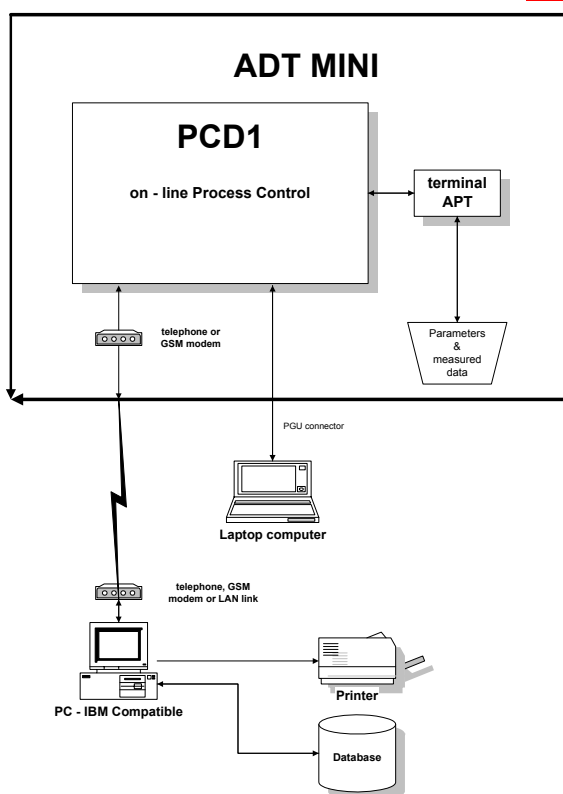 ADT MINI
PCD1
on - line Process Control
terminal
APT
telephone or
GSM modem
Parameters
&
measured
data
PGU connector
Laptop computer
telephone, GSM
modem or LAN link
PC - IBM Compatible
Printer
Database